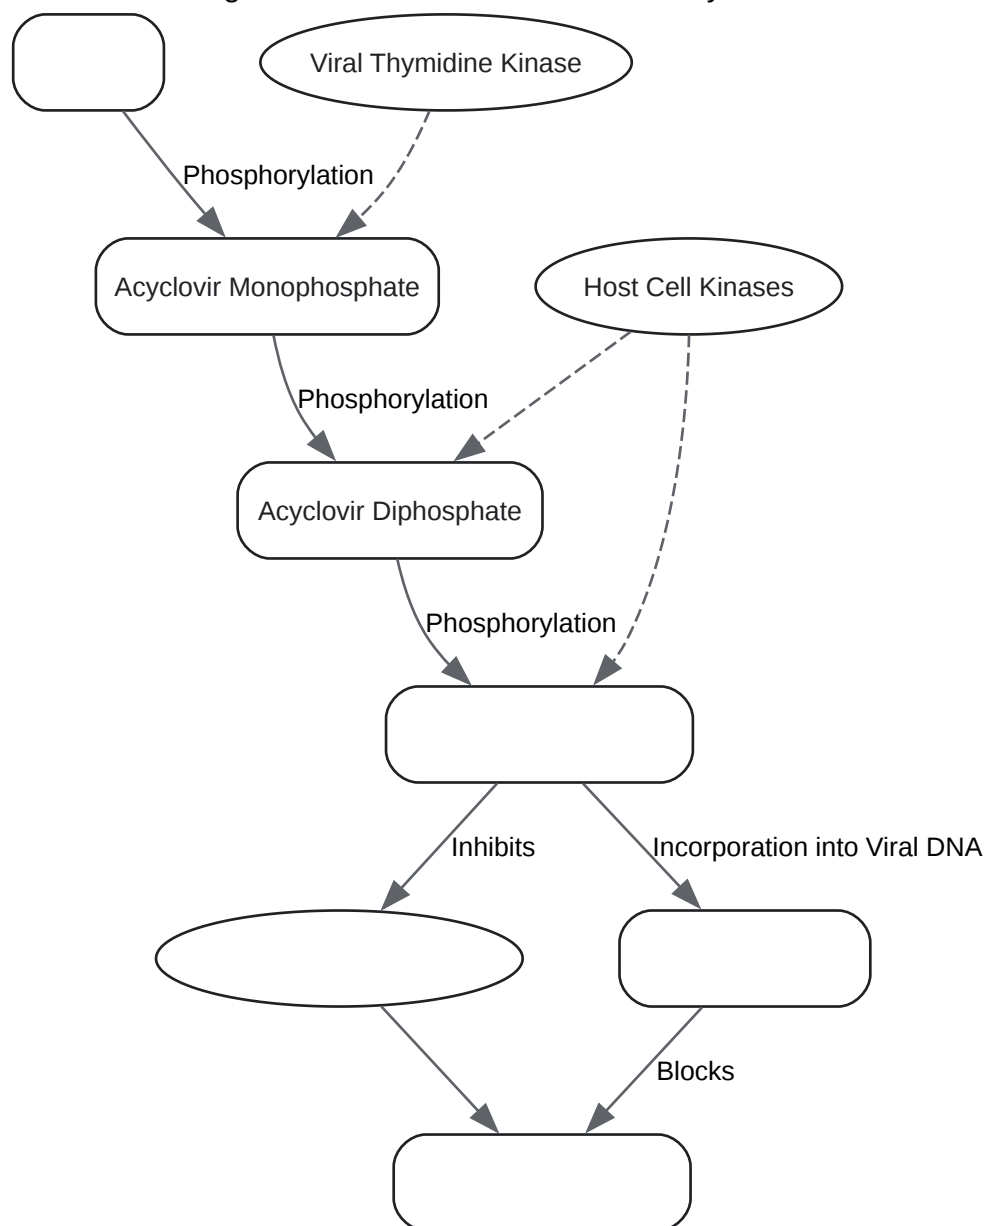 Viral Thymidine Kinase
Phosphorylation
Acyclovir Monophosphate
Host Cell Kinases
Phosphorylation
Acyclovir Diphosphate
Phosphorylation
Inhibits
Incorporation into Viral DNA
Blocks